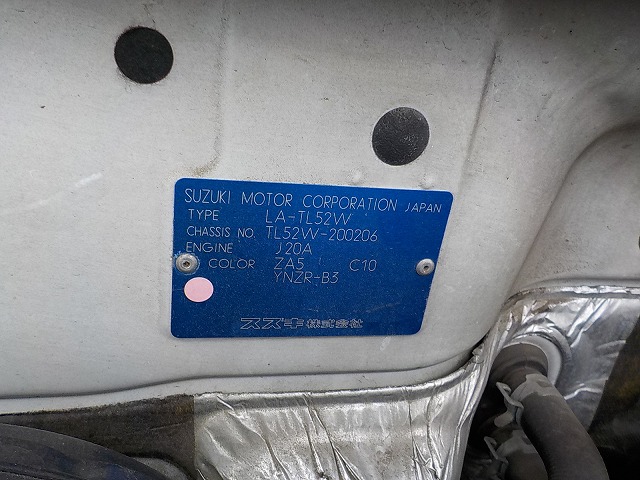 SUZUKI MOTOR CORPORATION JAPAN
TYPE LA-TL52W
CHASSIS NO. TL52W-200206
ENGINE J20A
COLOR ZA5 C10
YNZR-B3
スズキ株式会社